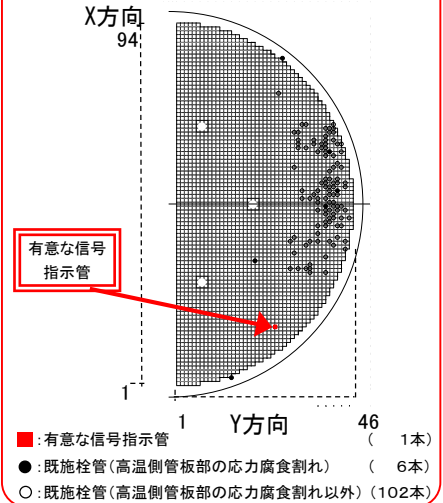 X方向
94
有意な信号
指示管
1
1 Y方向 46
■:有意な信号指示管 ( 1本)
●:既施栓管(高温側管板部の応力腐食割れ) ( 6本)
○:既施栓管(高温側管板部の応力腐食割れ以外)(102本)